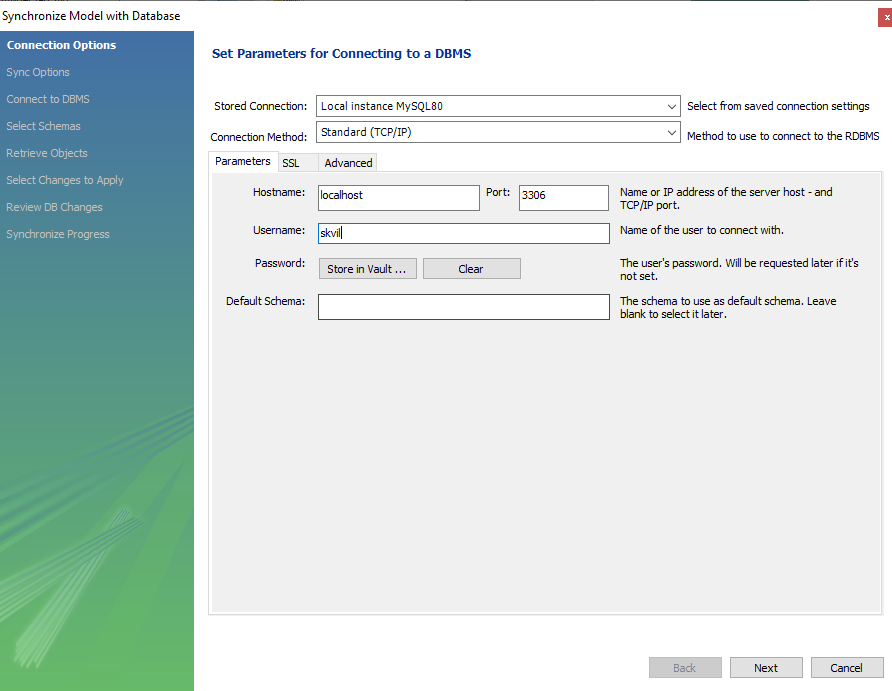 Synchronize Model with Database
x
Connection Options
Sync Options
Connect to DBMS
Select Schemas
Retrieve Objects
Select Changes to Apply
Review DB Changes
Synchronize Progress
Set Parameters for Connecting to a DBMS
Stored Connection: Local instance MySQL80 Select from saved connection settings
Connection Method: Standard (TCP/IP) Method to use to connect to the RDBMS
Parameters SSL Advanced
Hostname: localhost Port: 3306 Name or IP address of the server host - and
TCP/IP port.
Username: skvil Name of the user to connect with.
Password: Store in Vault ... Clear The user's password. Will be requested later if it's
not set.
Default Schema: The schema to use as default schema. Leave
blank to select it later.
Back Next Cancel